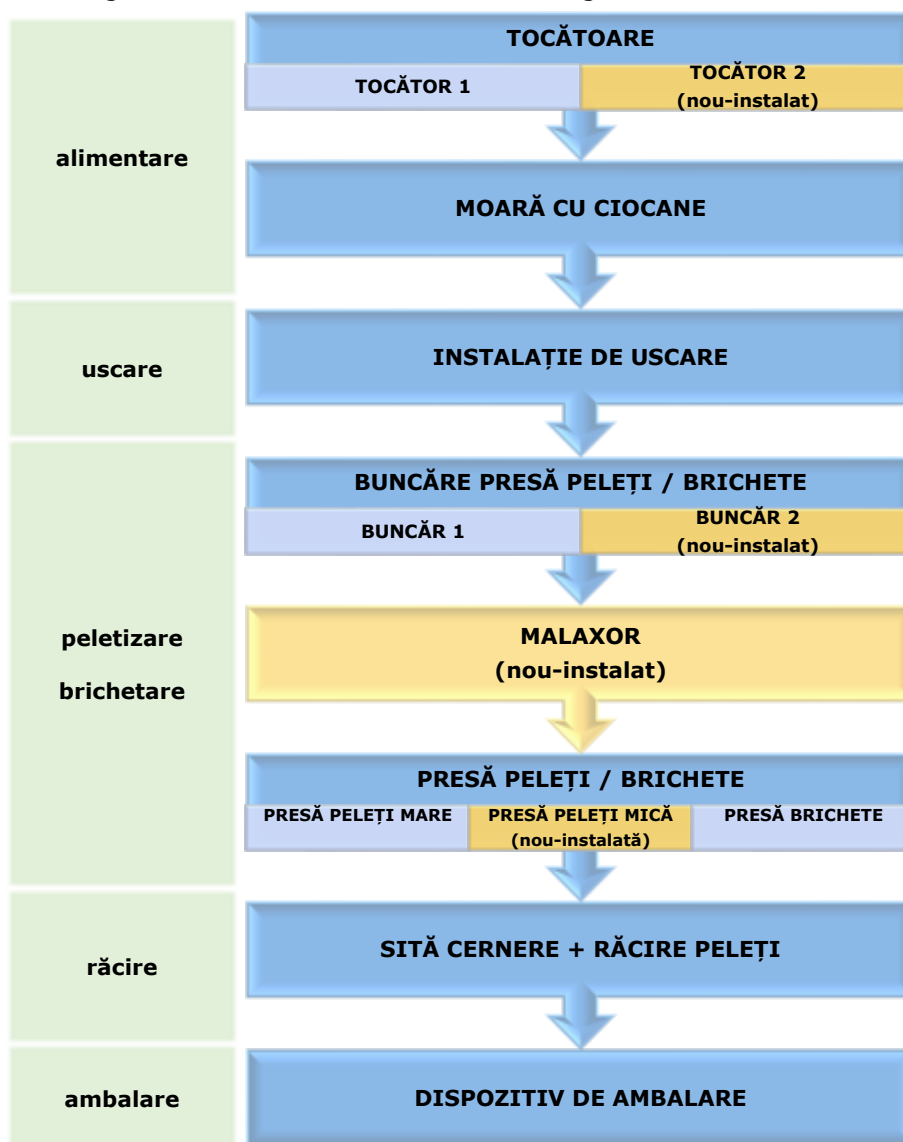 TOCĂTOARE
TOCĂTOR 1
TOCĂTOR 2
(nou-instalat)
alimentare
MOARĂ CU CIOCANE
uscare
INSTALAȚIE DE USCARE
BUNCĂRE PRESĂ PELEȚI / BRICHETE
BUNCĂR 1
BUNCĂR 2
(nou-instalat)
peletizare
brichetare
MALAXOR
(nou-instalat)
PRESĂ PELEȚI / BRICHETE
PRESĂ PELEȚI MARE
PRESĂ PELEȚI MICĂ
(nou-instalată)
PRESĂ BRICHETE
răcire
SITĂ CERNERE + RĂCIRE PELEȚI
ambalare
DISPOZITIV DE AMBALARE